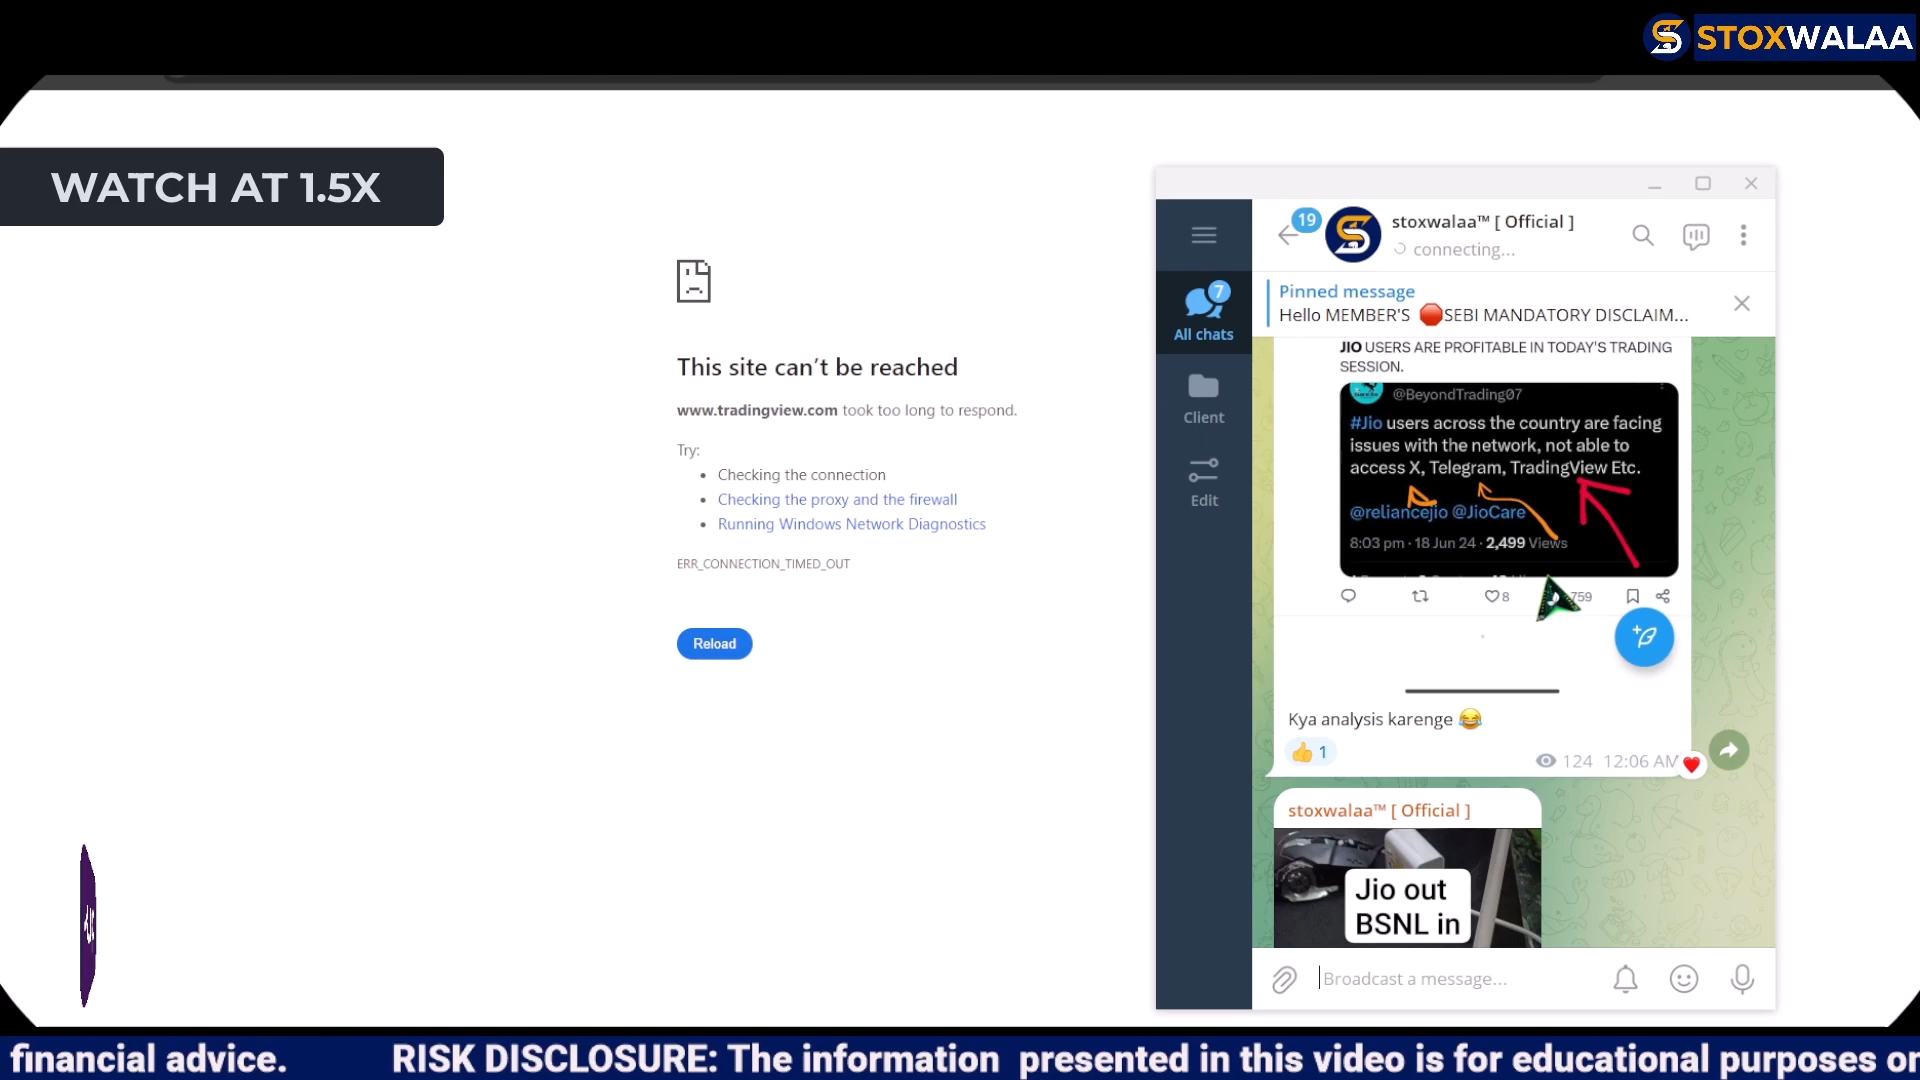 STOXWALAA
WATCH AT 1.5X
This site can't be reached
www.tradingview.com took too long to respond.
Try:
Checking the connection
Checking the proxy and the firewall
Running Windows Network Diagnostics
ERR_CONNECTION_TIMED_OUT
Reload
19
stoxwalaa™ [ Official ]
connecting...
7
All chats
Client
Edit
Pinned message
Hello MEMBER'S 🛑SEBI MANDATORY DISCLAIM...
JIO USERS ARE PROFITABLE IN TODAY'S TRADING
SESSION.
@BeyondTrading07
#Jio users across the country are facing
issues with the network, not able to
access X, Telegram, TradingView Etc.
@reliancejio @JioCare
8:03 pm · 18 Jun 24 · 2,499 Views
8
759
Kya analysis karenge 😂
👍 1
124 12:06 AM
stoxwalaa™ [ Official ]
Jio out
BSNL in
Broadcast a message...
financial advice. RISK DISCLOSURE: The information presented in this video is for educational purposes on